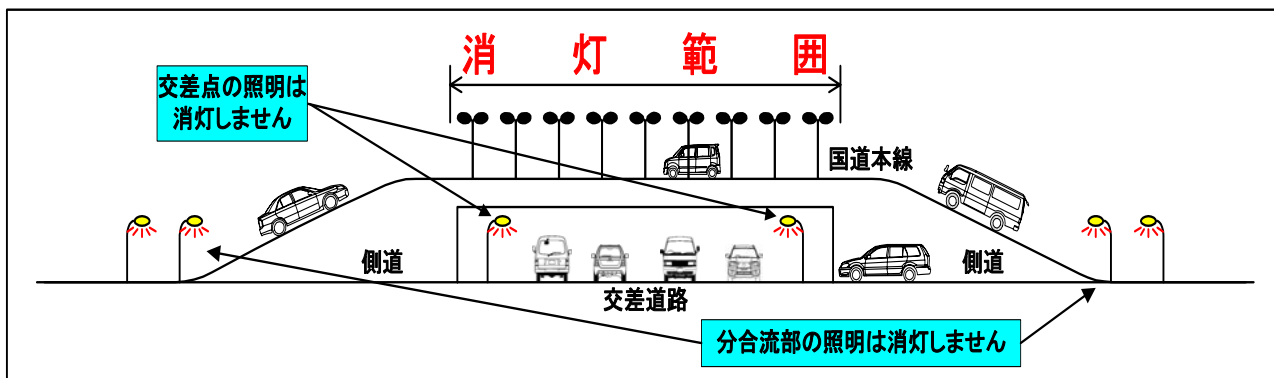 消灯範囲
交差点の照明は
消灯しません
国道本線
側道
側道
交差道路
分合流部の照明は消灯しません